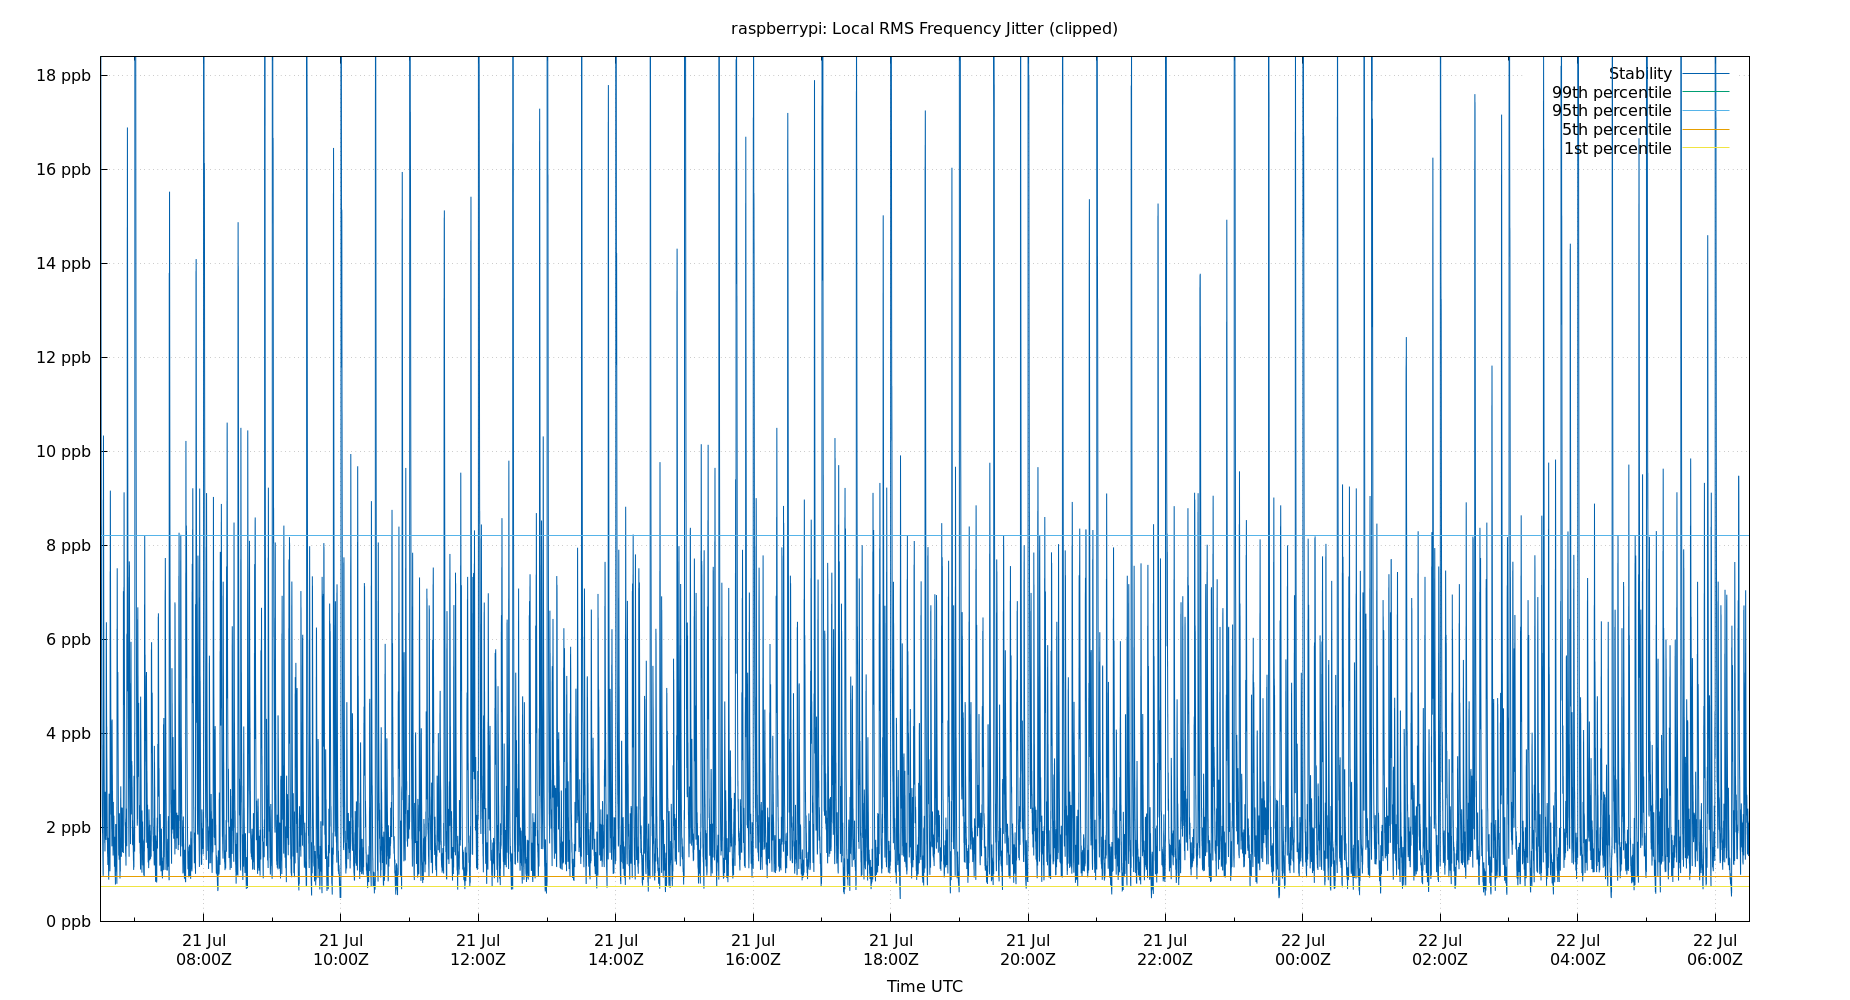 raspberrypi: Local RMS Frequency Jitter (clipped)
18 ppb
16 ppb
14 ppb
12 ppb
10 ppb
8 ppb
6 ppb
4 ppb
2 ppb
0 ppb
Stability
99th percentile
95th percentile
5th percentile
1st percentile
21 Jul 21 Jul 21 Jul 21 Jul 21 Jul 21 Jul 21 Jul 21 Jul 22 Jul 22 Jul 22 Jul 22 Jul
08:00Z 10:00Z 12:00Z 14:00Z 16:00Z 18:00Z 20:00Z 22:00Z 00:00Z 02:00Z 04:00Z 06:00Z
Time UTC